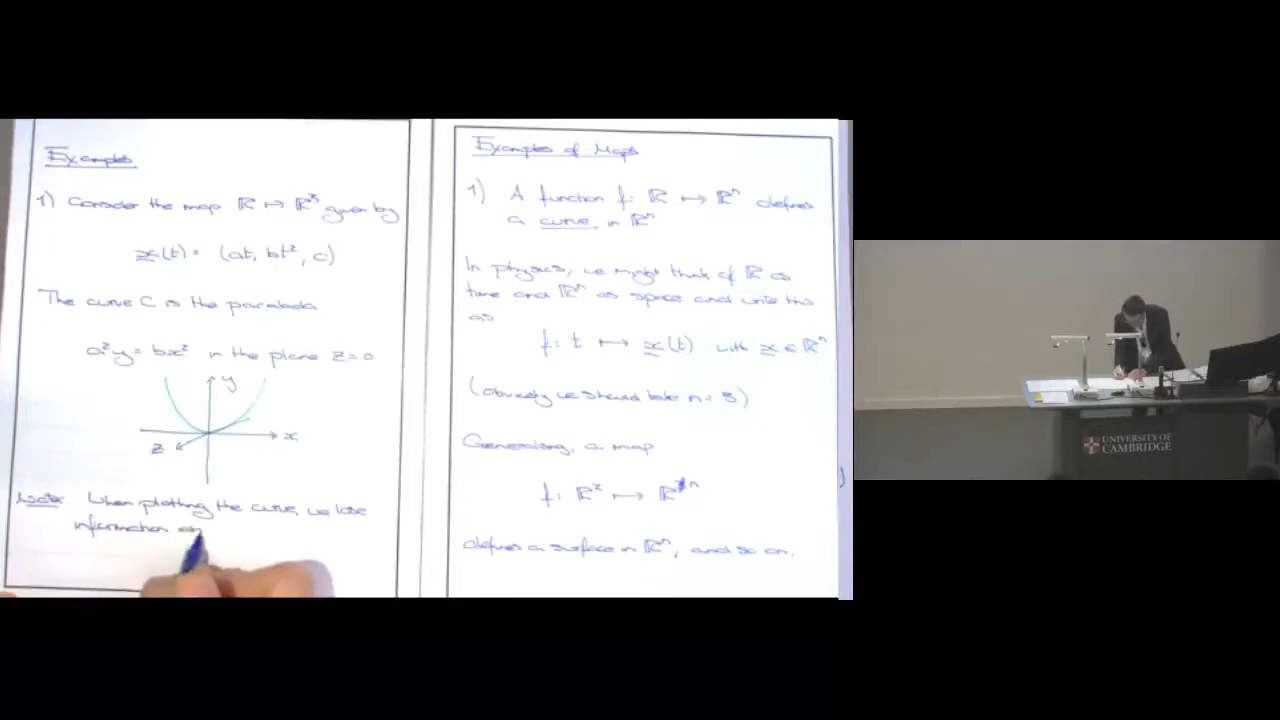 Examples
1) Consider the map ℝ ↦ ℝ³ given by
x(t) = (at, bt², 0)
The curve C is the parabola
a²y = bx² in the plane z = 0
y
x
z
Note: When plotting the curve, we lose
information
Examples of Maps
1) A function f: ℝ ↦ ℝⁿ defines
a curve in ℝⁿ
In physics, we might think of ℝ as
time and ℝⁿ as space and write this
as
f: t ↦ x(t) with x ∈ ℝⁿ
(obviously we should take n = 3)
Generalising, a map
f: ℝ² ↦ ℝⁿ
defines a surface in ℝⁿ, and so on.
UNIVERSITY OF
CAMBRIDGE